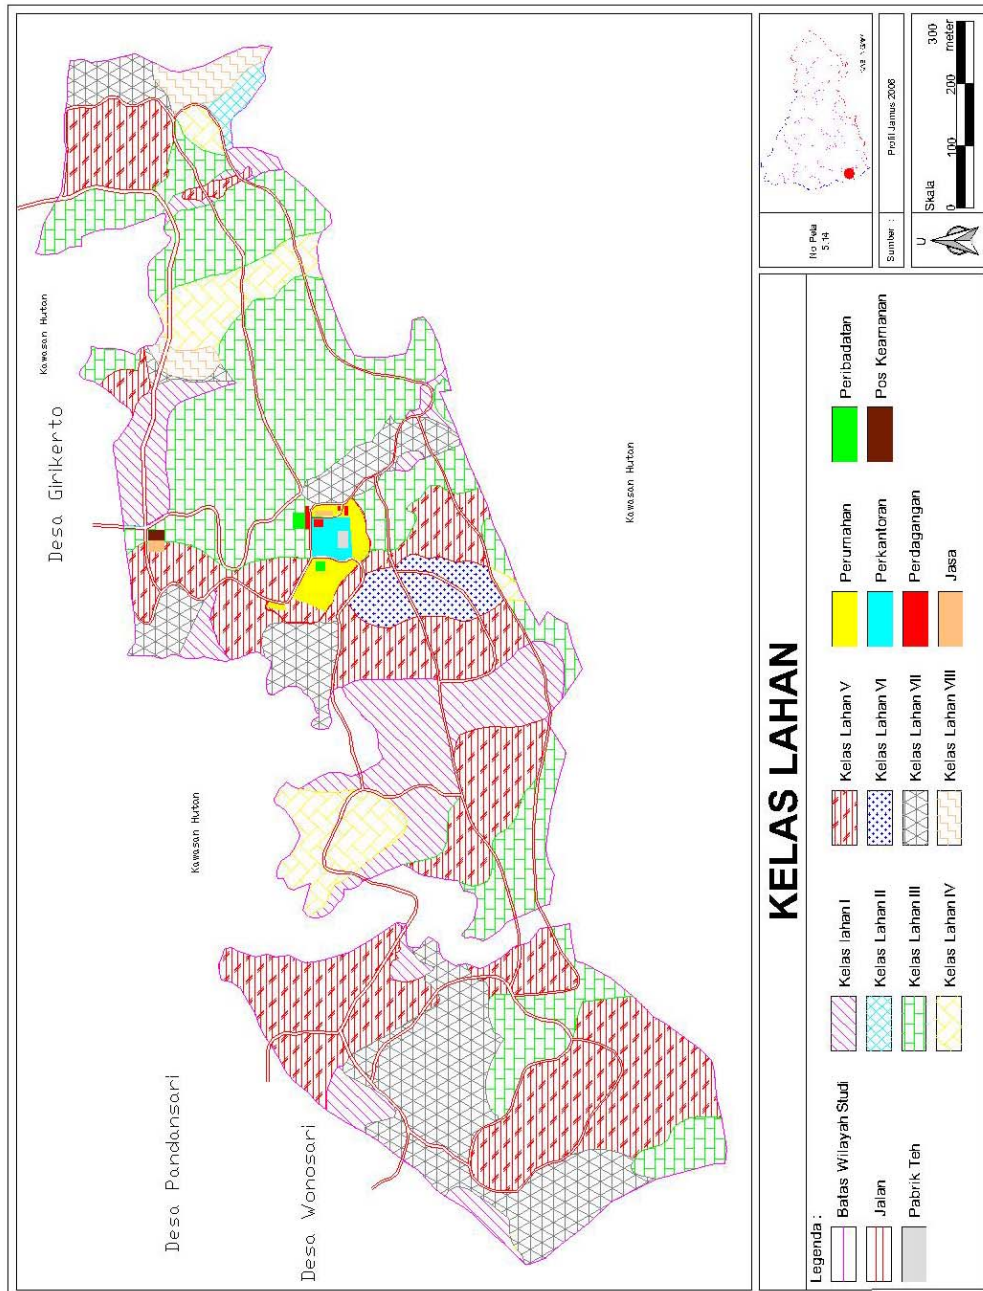 Desa Pandansari
Desa Wonosari
Kawasan Hutan
Desa Girikerto
Kawasan Hutan
Kawasan Hutan
KELAS LAHAN
Legenda :
Batas Wilayah Studi
Jalan
Pabrik Teh
Kelas lahan I
Kelas Lahan II
Kelas Lahan III
Kelas Lahan IV
Kelas Lahan V
Kelas Lahan VI
Kelas Lahan VII
Kelas Lahan VIII
Perumahan
Perkantoran
Perdagangan
Jasa
Peribadatan
Pos Keamanan
No Peta
5.14
Sumber :
Profil Jamus 2006
U
Skala
0 100 200 300
meter